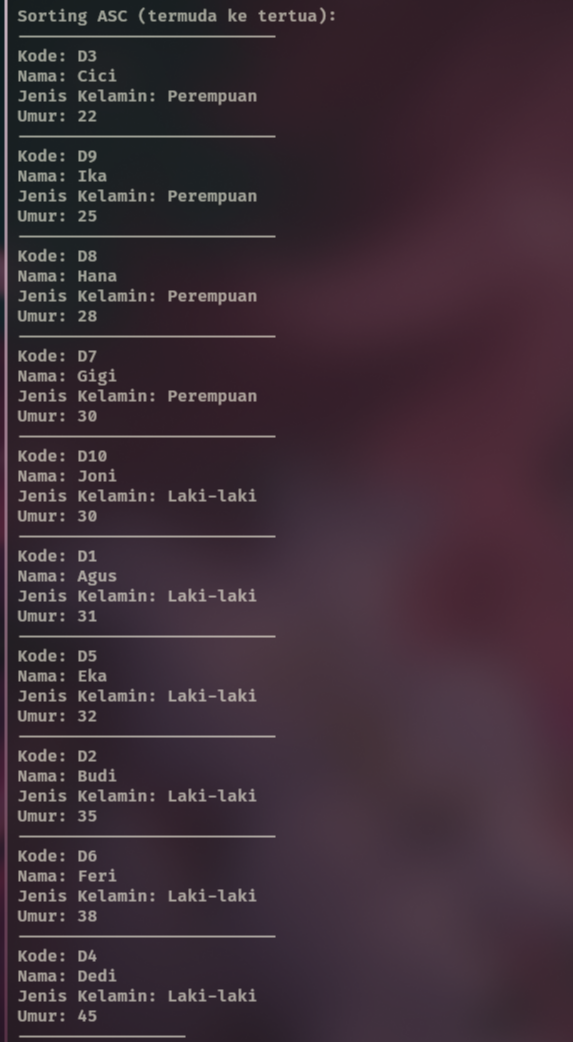 Sorting ASC (termuda ke tertua):
Kode: D3
Nama: Cici
Jenis Kelamin: Perempuan
Umur: 22
Kode: D9
Nama: Ika
Jenis Kelamin: Perempuan
Umur: 25
Kode: D8
Nama: Hana
Jenis Kelamin: Perempuan
Umur: 28
Kode: D7
Nama: Gigi
Jenis Kelamin: Perempuan
Umur: 30
Kode: D10
Nama: Joni
Jenis Kelamin: Laki-laki
Umur: 30
Kode: D1
Nama: Agus
Jenis Kelamin: Laki-laki
Umur: 31
Kode: D5
Nama: Eka
Jenis Kelamin: Laki-laki
Umur: 32
Kode: D2
Nama: Budi
Jenis Kelamin: Laki-laki
Umur: 35
Kode: D6
Nama: Feri
Jenis Kelamin: Laki-laki
Umur: 38
Kode: D4
Nama: Dedi
Jenis Kelamin: Laki-laki
Umur: 45